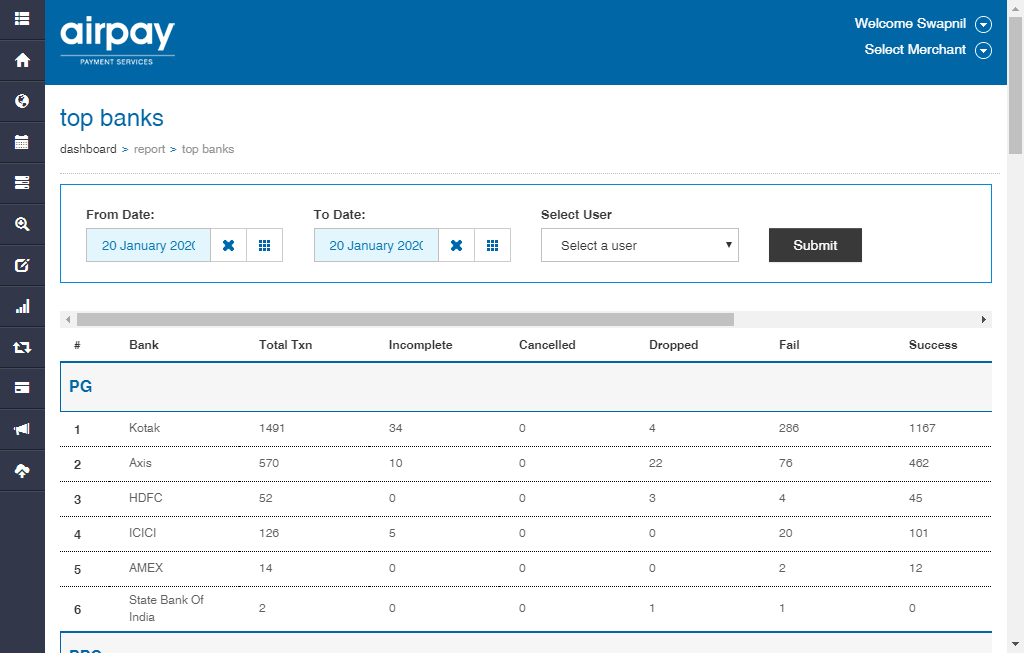 airpay
PAYMENT SERVICES
Welcome Swapnil
Select Merchant
top banks
dashboard > report > top banks
From Date: To Date: Select User
20 January 2020 20 January 2020 Select a user Submit
# Bank Total Txn Incomplete Cancelled Dropped Fail Success
PG
1 Kotak 1491 34 0 4 286 1167
2 Axis 570 10 0 22 76 462
3 HDFC 52 0 0 3 4 45
4 ICICI 126 5 0 0 20 101
5 AMEX 14 0 0 0 2 12
6 State Bank Of India 2 0 0 1 1 0